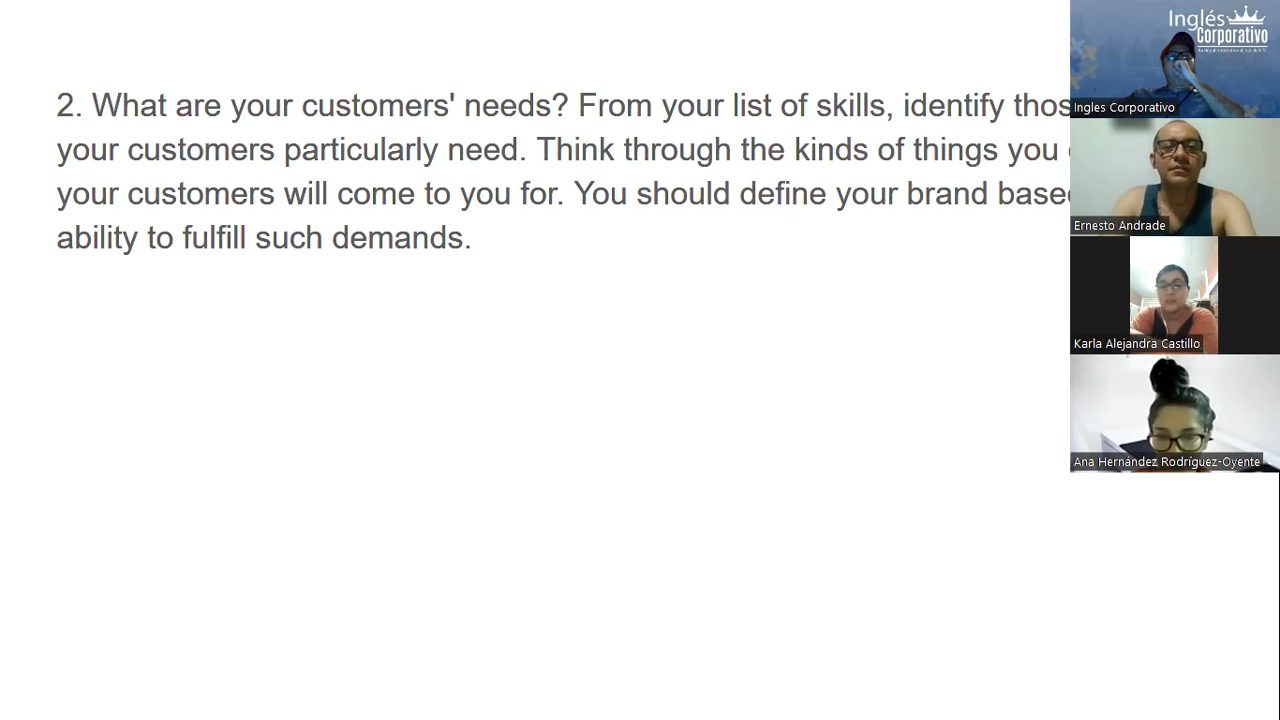 2. What are your customers' needs? From your list of skills, identify
your customers particularly need. Think through the kinds of things you
your customers will come to you for. You should define your brand
ability to fulfill such demands.
Inglés
Corporativo
Ingles Corporativo
Ernesto Andrade
Karla Alejandra Castillo
Ana Hernández Rodríguez-Oyente